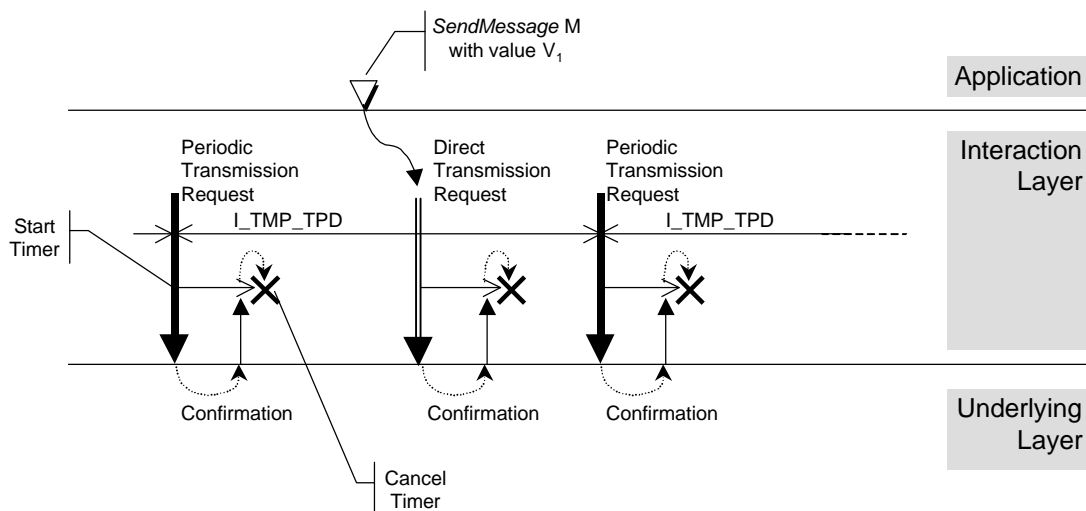 SendMessage M
with value V1
Application
Periodic
Transmission
Request
Direct
Transmission
Request
Periodic
Transmission
Request
Interaction
Layer
Start
Timer
I_TMP_TPD
I_TMP_TPD
Confirmation
Confirmation
Confirmation
Underlying
Layer
Cancel
Timer